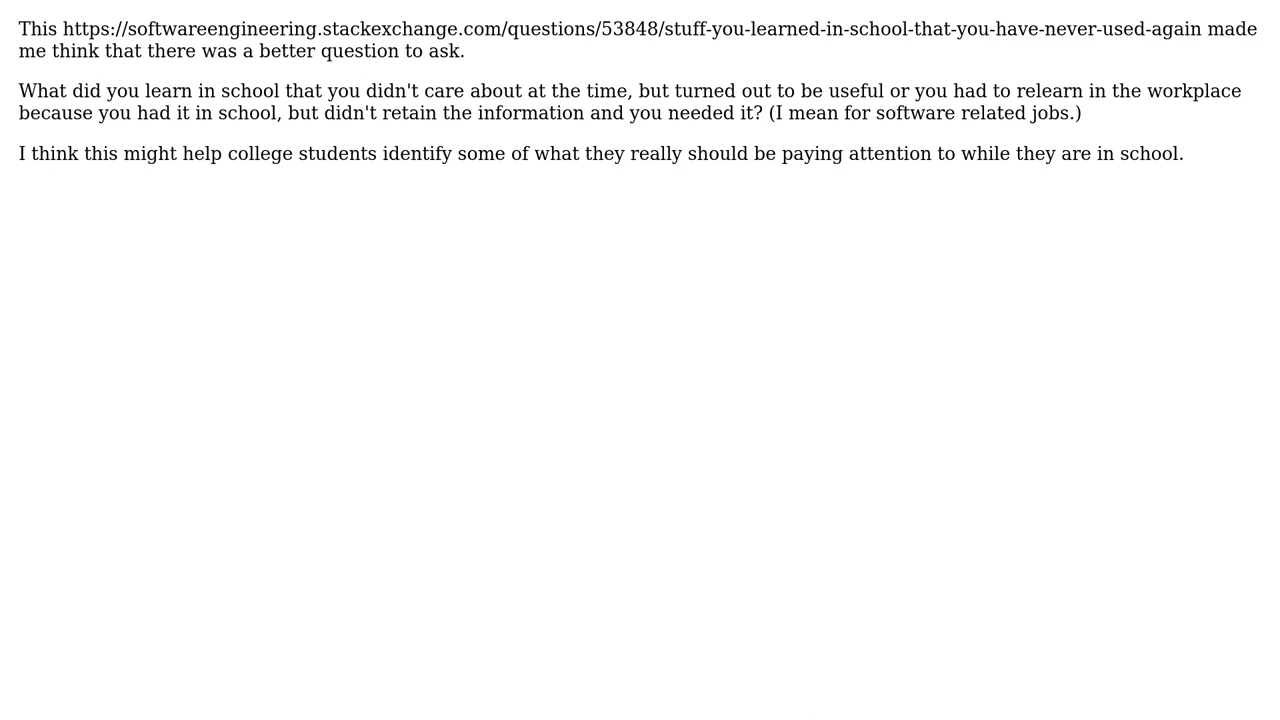 This https://softwareengineering.stackexchange.com/questions/53848/stuff-you-learned-in-school-that-you-have-never-used-again made
me think that there was a better question to ask.
What did you learn in school that you didn't care about at the time, but turned out to be useful or you had to relearn in the workplace
because you had it in school, but didn't retain the information and you needed it? (I mean for software related jobs.)
I think this might help college students identify some of what they really should be paying attention to while they are in school.